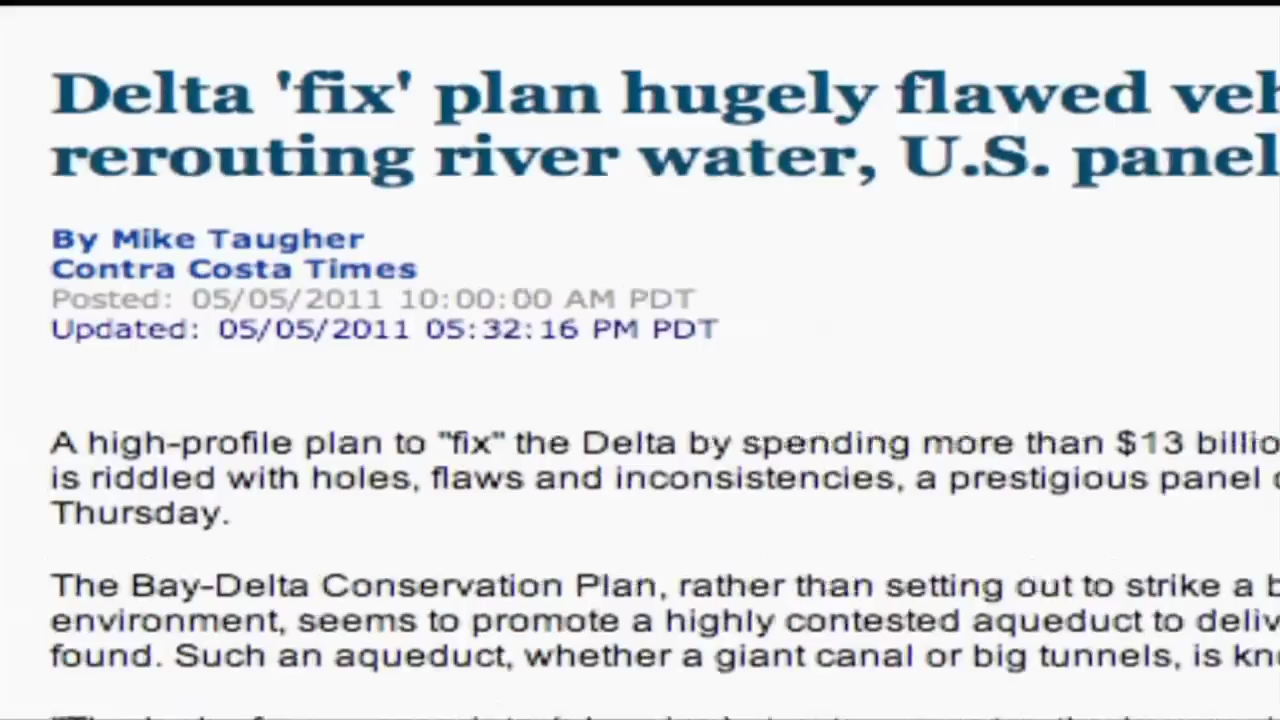 Delta 'fix' plan hugely flawed
rerouting river water, U.S. panel
By Mike Taugher
Contra Costa Times
Posted: 05/05/2011 10:00:00 AM PDT
Updated: 05/05/2011 05:32:16 PM PDT
A high-profile plan to "fix" the Delta by spending more than $13
is riddled with holes, flaws and inconsistencies, a prestigious panel
Thursday.
The Bay-Delta Conservation Plan, rather than setting out to strike a
environment, seems to promote a highly contested aqueduct to
found. Such an aqueduct, whether a giant canal or big tunnels, is